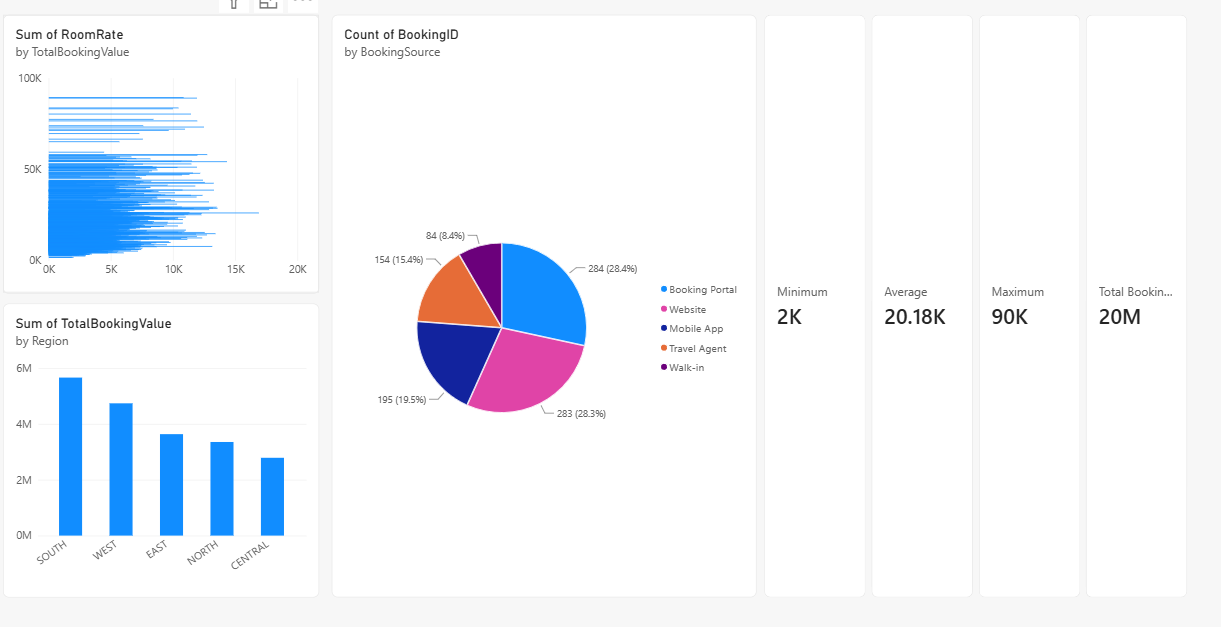 Sum of RoomRate
by TotalBookingValue
100K
50K
0K
0K 5K 10K 15K 20K
Sum of TotalBookingValue
by Region
6M
4M
2M
0M
SOUTH WEST EAST NORTH CENTRAL
Count of BookingID
by BookingSource
84 (8.4%)
154 (15.4%)
284 (28.4%)
195 (19.5%)
283 (28.3%)
Booking Portal
Website
Mobile App
Travel Agent
Walk-in
Minimum
2K
Average
20.18K
Maximum
90K
Total Bookin...
20M